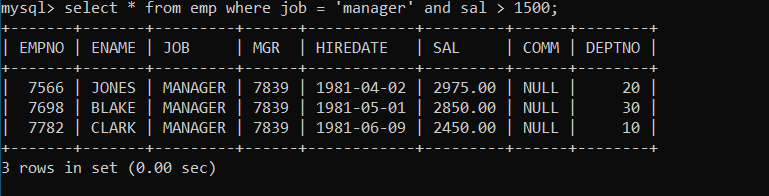 mysql> select * from emp where job = 'manager' and sal > 1500;
+-------+-------+---------+------+------------+---------+------+--------+
| EMPNO | ENAME | JOB     | MGR  | HIREDATE   | SAL     | COMM | DEPTNO |
+-------+-------+---------+------+------------+---------+------+--------+
|  7566 | JONES | MANAGER | 7839 | 1981-04-02 | 2975.00 | NULL |     20 |
|  7698 | BLAKE | MANAGER | 7839 | 1981-05-01 | 2850.00 | NULL |     30 |
|  7782 | CLARK | MANAGER | 7839 | 1981-06-09 | 2450.00 | NULL |     10 |
+-------+-------+---------+------+------------+---------+------+--------+
3 rows in set (0.00 sec)